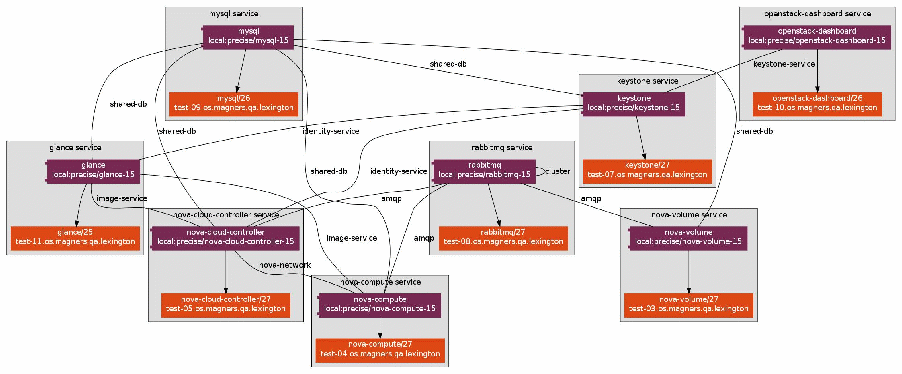 mysql service
mysql
local:precise/mysql-15
mysql/26
test-09.os.magners.qa.lexington
openstack-dashboard service
openstack-dashboard
local:precise/openstack-dashboard-15
openstack-dashboard/26
test-10.os.magners.qa.lexington
shared-db
keystone-service
keystone service
keystone
local:precise/keystone-15
keystone/27
test-07.os.magners.qa.lexington
shared-db
shared-db
identity-service
shared-db
glance service
glance
local:precise/glance-15
glance/25
test-11.os.magners.qa.lexington
shared-db
identity-service
rabbitmq service
rabbitmq
local:precise/rabbitmq-15
cluster
rabbitmq/27
test-08.os.magners.qa.lexington
image-service
amqp
amqp
nova-cloud-controller service
nova-cloud-controller
local:precise/nova-cloud-controller-15
nova-cloud-controller/27
test-05.os.magners.qa.lexington
image-service
amqp
nova-volume service
nova-volume
local:precise/nova-volume-15
nova-volume/27
test-03.os.magners.qa.lexington
nova-network
nova-compute service
nova-compute
local:precise/nova-compute-15
nova-compute/27
test-04.os.magners.qa.lexington